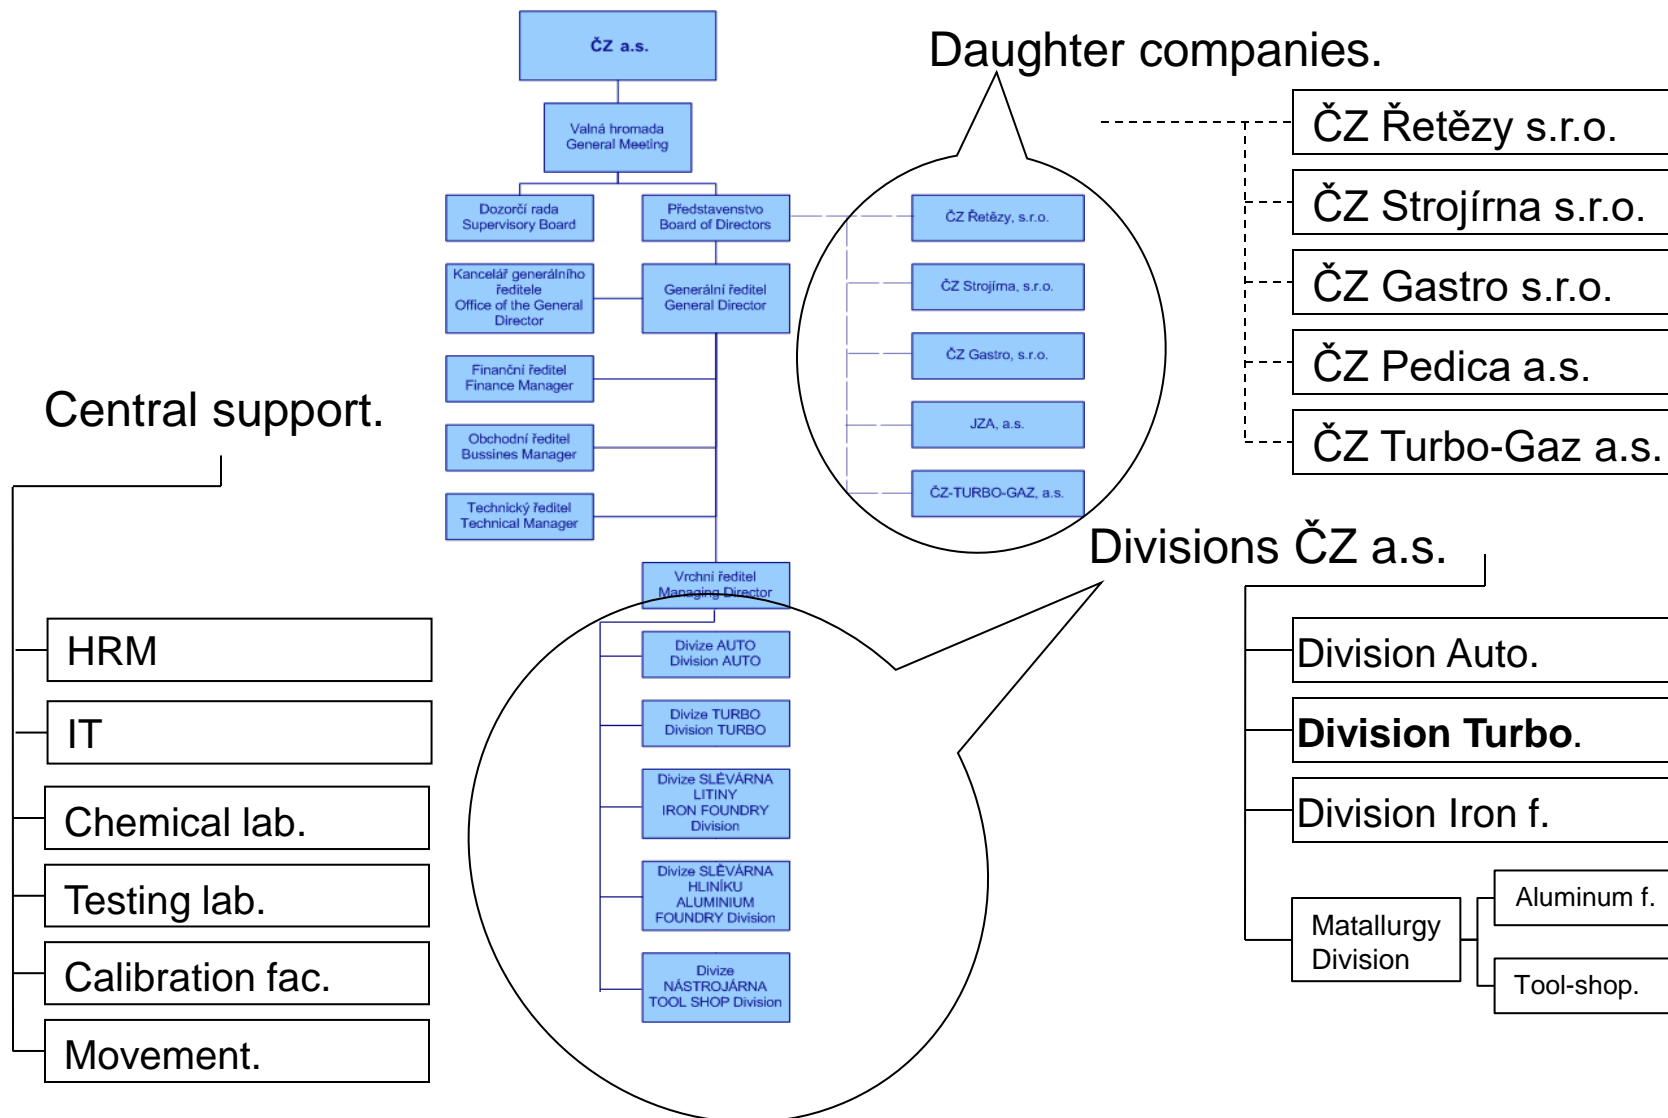 ČZ a.s.
Valná hromada
General Meeting
Dozorčí rada
Supervisory Board
Představenstvo
Board of Directors
Kancelář generálního
ředitele
Office of the General
Director
Generální ředitel
General Director
Finanční ředitel
Finance Manager
Obchodní ředitel
Bussines Manager
Technický ředitel
Technical Manager
Vrchní ředitel
Managing Director
Divize AUTO
Division AUTO
Divize TURBO
Division TURBO
Divize SLÉVÁRNA
LITINY
IRON FOUNDRY
Division
Divize SLÉVÁRNA
HLINÍKU
ALUMINIUM
FOUNDRY Division
Divize
NÁSTROJÁRNA
TOOL SHOP Division
ČZ Řetězy, s.r.o.
ČZ Strojírna, s.r.o.
ČZ Gastro, s.r.o.
JZA, a.s.
ČZ-TURBO-GAZ, a.s.
Daughter companies.
ČZ Řetězy s.r.o.
ČZ Strojírna s.r.o.
ČZ Gastro s.r.o.
ČZ Pedica a.s.
ČZ Turbo-Gaz a.s.
Central support.
HRM
IT
Chemical lab.
Testing lab.
Calibration fac.
Movement.
Divisions ČZ a.s.
Division Auto.
Division Turbo.
Division Iron f.
Matallurgy
Division
Aluminum f.
Tool-shop.